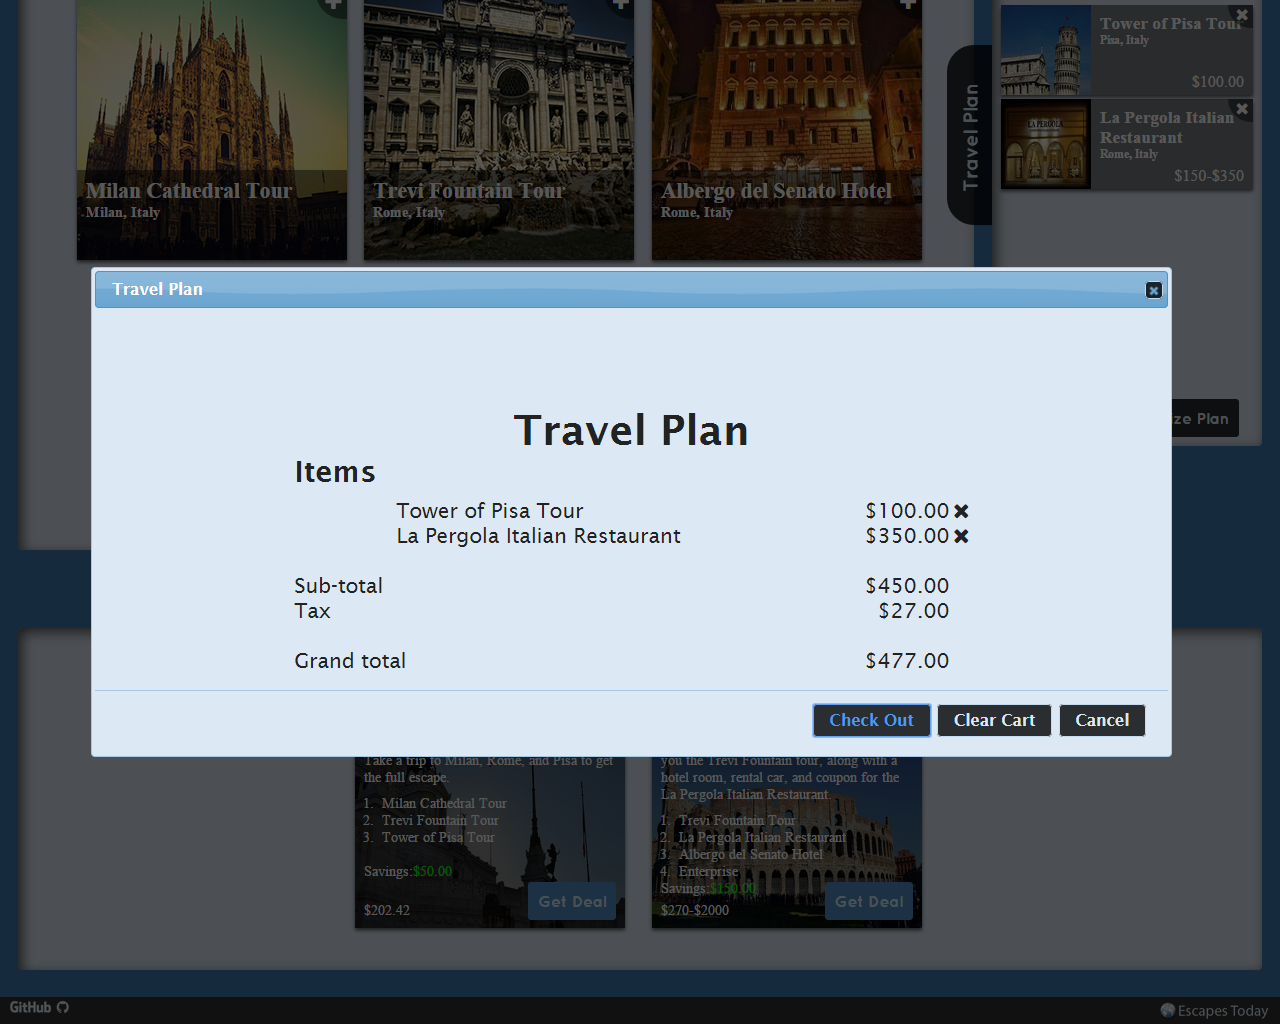 Milan Cathedral Tour
Milan, Italy
Trevi Fountain Tour
Rome, Italy
Albergo del Senato Hotel
Rome, Italy
Travel Plan
Tower of Pisa Tour
Pisa, Italy
$100.00
LA PERGOLA
La Pergola Italian
Restaurant
Rome, Italy
$150-$350
ze Plan
Travel Plan
Travel Plan
Items
Tower of Pisa Tour $100.00
La Pergola Italian Restaurant $350.00
Sub-total $450.00
Tax $27.00
Grand total $477.00
Check Out Clear Cart Cancel
Take a trip to Milan, Rome, and Pisa to get
the full escape.
1. Milan Cathedral Tour
2. Trevi Fountain Tour
3. Tower of Pisa Tour
Savings:$50.00
$202.42
Get Deal
you the Trevi Fountain tour, along with a
hotel room, rental car, and coupon for the
La Pergola Italian Restaurant.
1. Trevi Fountain Tour
2. La Pergola Italian Restaurant
3. Albergo del Senato Hotel
4. Enterprise
Savings:$150.00
$270-$2000
Get Deal
GitHub
Escapes Today